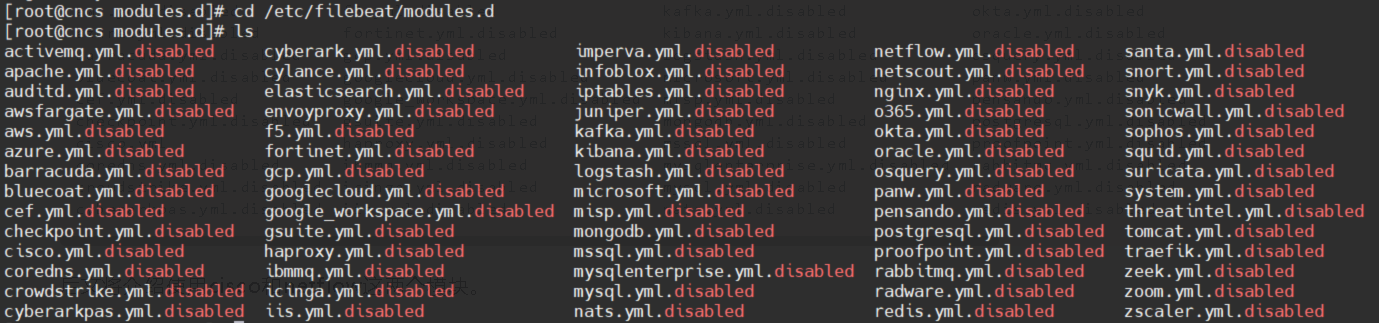 [root@cncs modules.d]# cd /etc/filebeat/modules.d
[root@cncs modules.d]# ls
activemq.yml.disabled cyberark.yml.disabled imperva.yml.disabled netflow.yml.disabled santa.yml.disabled
apache.yml.disabled cylance.yml.disabled infoblox.yml.disabled netscout.yml.disabled snort.yml.disabled
auditd.yml.disabled elasticsearch.yml.disabled iptables.yml.disabled nginx.yml.disabled snyk.yml.disabled
awsfargate.yml.disabled envoyproxy.yml.disabled juniper.yml.disabled o365.yml.disabled sonicwall.yml.disabled
aws.yml.disabled f5.yml.disabled kafka.yml.disabled okta.yml.disabled sophos.yml.disabled
azure.yml.disabled fortinet.yml.disabled kibana.yml.disabled oracle.yml.disabled squid.yml.disabled
barracuda.yml.disabled gcp.yml.disabled logstash.yml.disabled osquery.yml.disabled suricata.yml.disabled
bluecoat.yml.disabled googlecloud.yml.disabled microsoft.yml.disabled panw.yml.disabled system.yml.disabled
cef.yml.disabled google_workspace.yml.disabled misp.yml.disabled pensando.yml.disabled threatintel.yml.disabled
checkpoint.yml.disabled gsuite.yml.disabled mongodb.yml.disabled postgresql.yml.disabled tomcat.yml.disabled
cisco.yml.disabled haproxy.yml.disabled mssql.yml.disabled proofpoint.yml.disabled traefik.yml.disabled
coredns.yml.disabled ibmmq.yml.disabled mysqlenterprise.yml.disabled rabbitmq.yml.disabled zeek.yml.disabled
crowdstrike.yml.disabled icinga.yml.disabled mysql.yml.disabled radware.yml.disabled zoom.yml.disabled
cyberarkpas.yml.disabled iis.yml.disabled nats.yml.disabled redis.yml.disabled zscaler.yml.disabled